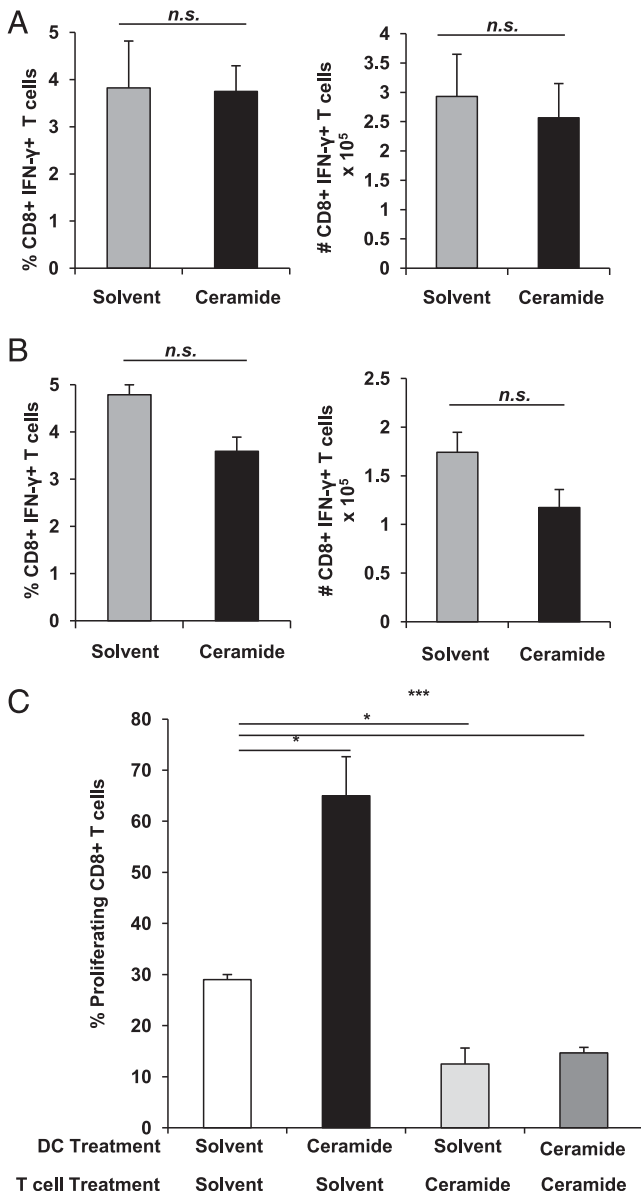 A
n.s.
5
4
3
2
1
0
% CD8+ IFN-γ+ T cells
Solvent Ceramide
n.s.
4
3.5
3
2.5
2
1.5
1
0.5
0
# CD8+ IFN-γ+ T cells
x 10⁵
Solvent Ceramide
B
n.s.
5
4
3
2
1
0
% CD8+ IFN-γ+ T cells
Solvent Ceramide
n.s.
2.5
2
1.5
1
0.5
0
# CD8+ IFN-γ+ T cells
x 10⁵
Solvent Ceramide
C
***
*
*
80
70
60
50
40
30
20
10
0
% Proliferating CD8+ T cells
DC Treatment Solvent Ceramide Solvent Ceramide
T cell Treatment Solvent Solvent Ceramide Ceramide